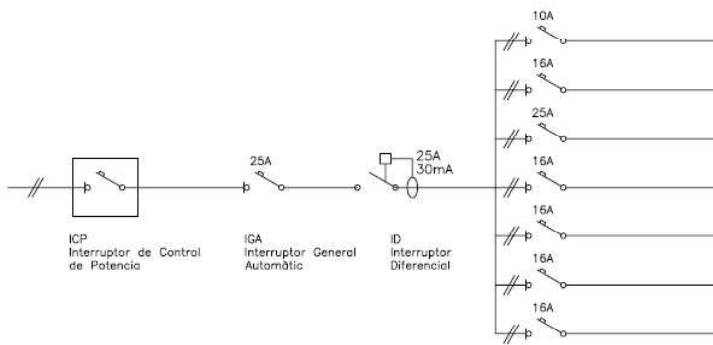 10A
16A
25A
25A
25A
30mA
16A
ICP
Interruptor de Control
de Potencia
IGA
Interruptor General
Automàtic
ID
Interruptor
Diferencial
16A
16A
16A